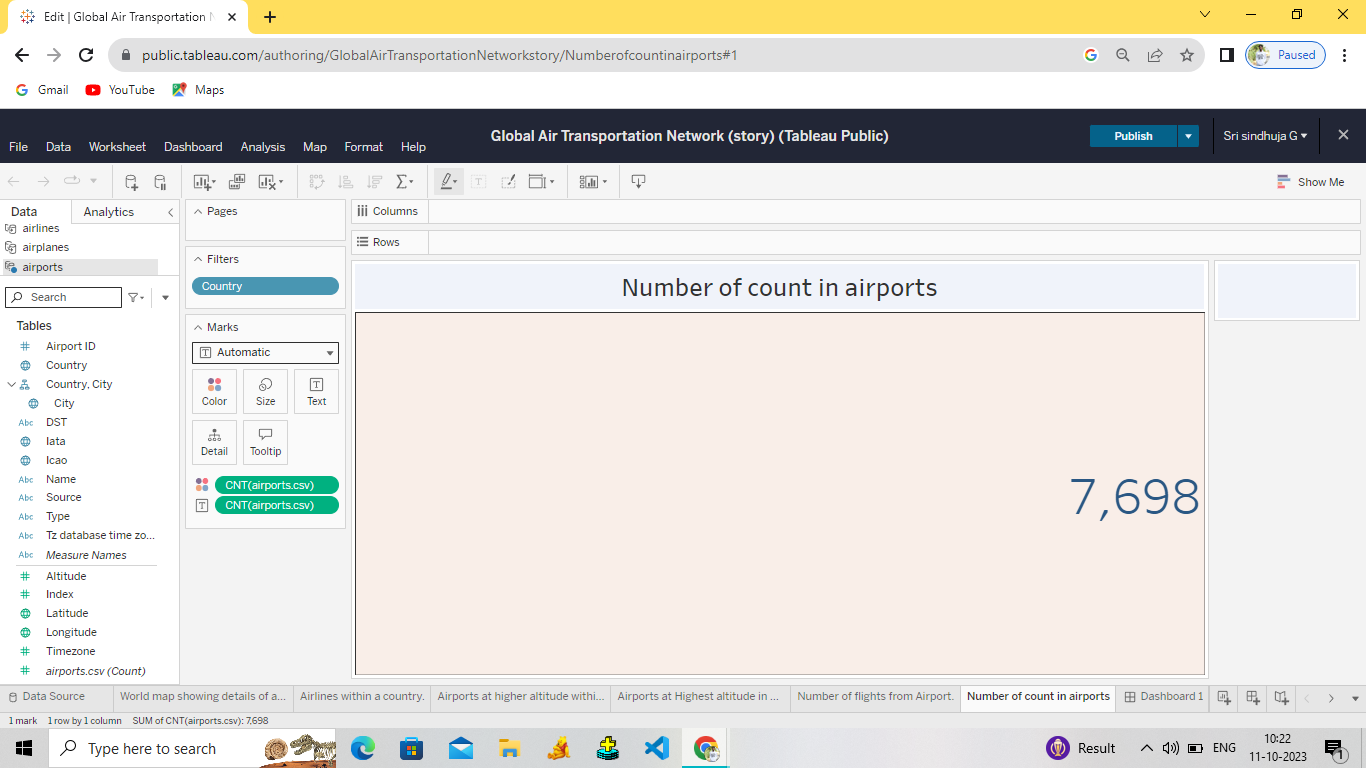 Edit | Global Air Transportation N
public.tableau.com/authoring/GlobalAirTransportationNetworkstory/Numberofcountinairports#1
Paused
Gmail
YouTube
Maps
Global Air Transportation Network (story) (Tableau Public)
Publish
Sri sindhuja G
File Data Worksheet Dashboard Analysis Map Format Help
Show Me
Data
Analytics
airlines
airplanes
airports
Search
Tables
Airport ID
Country
Country, City
City
Abc DST
Iata
Icao
Abc Name
Abc Source
Abc Type
Abc Tz database time zo...
Abc Measure Names
Altitude
Index
Latitude
Longitude
Timezone
airports.csv (Count)
Pages
Filters
Country
Marks
Automatic
Color
Size
Text
Detail
Tooltip
CNT(airports.csv)
CNT(airports.csv)
Columns
Rows
Number of count in airports
7,698
Data Source
World map showing details of a...
Airlines within a country.
Airports at higher altitude withi...
Airports at Highest altitude in ...
Number of flights from Airport.
Number of count in airports
Dashboard 1
1 mark 1 row by 1 column SUM of CNT(airports.csv): 7,698
Type here to search
Result
ENG
10:22
11-10-2023
1